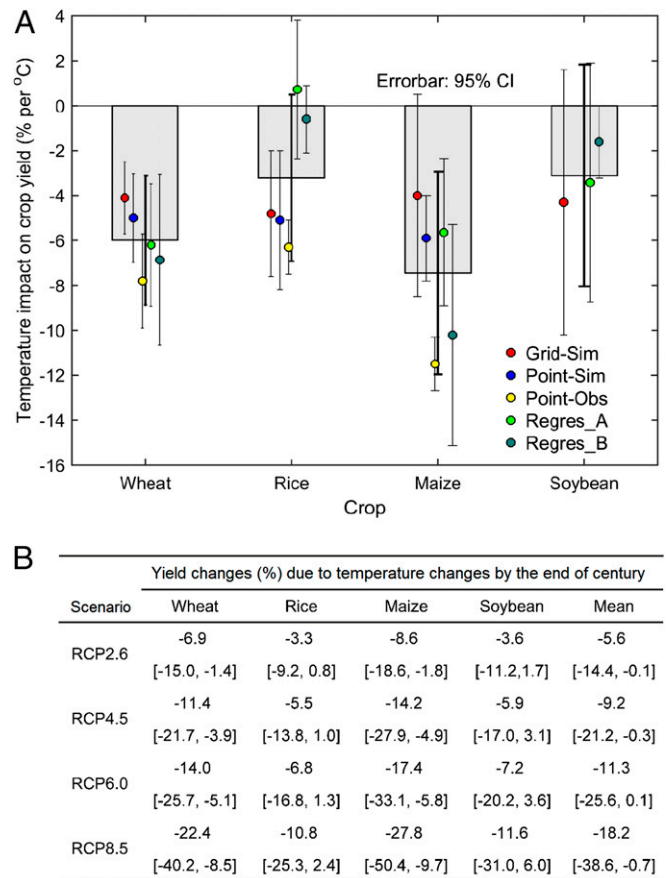 A
Temperature impact on crop yield (% per °C)
4
2
0
-2
-4
-6
-8
-10
-12
-14
-16
Errorbar: 95% CI
Grid-Sim
Point-Sim
Point-Obs
Regres_A
Regres_B
Wheat Rice Maize Soybean
Crop
B
Yield changes (%) due to temperature changes by the end of century
Scenario Wheat Rice Maize Soybean Mean
RCP2.6 -6.9 -3.3 -8.6 -3.6 -5.6
[-15.0, -1.4] [-9.2, 0.8] [-18.6, -1.8] [-11.2,1.7] [-14.4, -0.1]
RCP4.5 -11.4 -5.5 -14.2 -5.9 -9.2
[-21.7, -3.9] [-13.8, 1.0] [-27.9, -4.9] [-17.0, 3.1] [-21.2, -0.3]
RCP6.0 -14.0 -6.8 -17.4 -7.2 -11.3
[-25.7, -5.1] [-16.8, 1.3] [-33.1, -5.8] [-20.2, 3.6] [-25.6, 0.1]
RCP8.5 -22.4 -10.8 -27.8 -11.6 -18.2
[-40.2, -8.5] [-25.3, 2.4] [-50.4, -9.7] [-31.0, 6.0] [-38.6, -0.7]